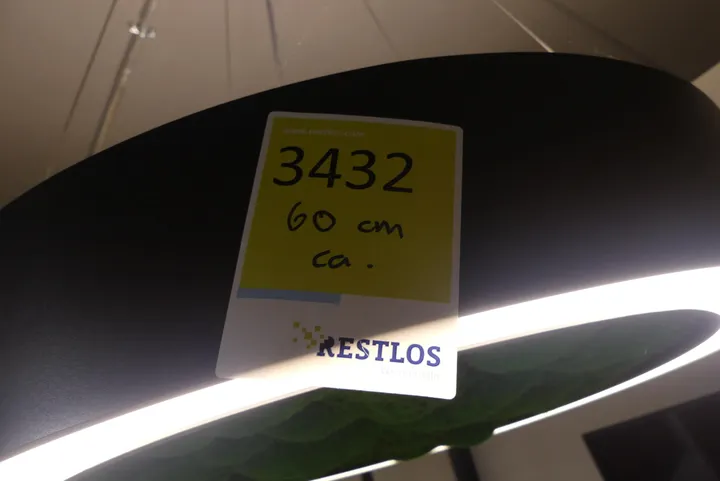 3432
60 cm
ca.
RESTLOS